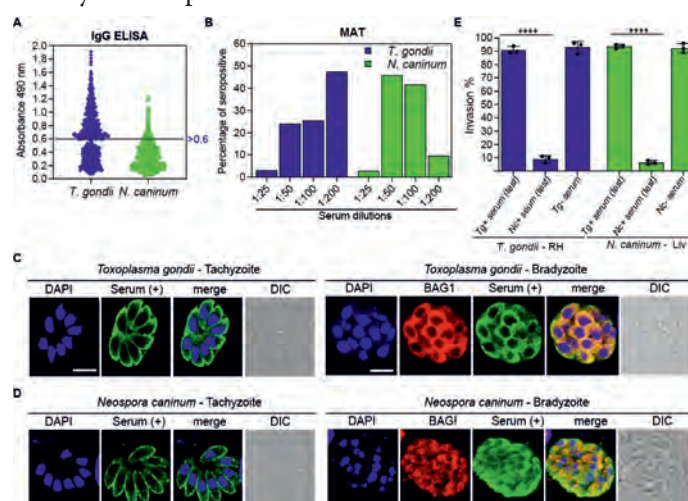 A
IgG ELISA
Absorbance 490 nm
2.0
1.8
1.6
1.4
1.2
1.0
0.8
0.6
0.4
0.2
0.0
>0.6
T. gondii
N. caninum
B
MAT
Percentage of seropositive
60
50
40
30
20
10
0
T. gondii
N. caninum
1:25
1:50
1:100
1:200
1:25
1:50
1:100
1:200
Serum dilutions
E
Invasion %
100
90
80
70
60
50
40
30
20
10
****
****
Tg+ serum (test)
Nc+ serum (test)
Tg- serum
Tg+ serum (test)
Nc+ serum (test)
Nc- serum
T. gondii - RH
N. caninum - Liv
C
Toxoplasma gondii - Tachyzoite
DAPI Serum (+) merge DIC
Toxoplasma gondii - Bradyzoite
DAPI BAG1 Serum (+) merge DIC
D
Neospora caninum - Tachyzoite
DAPI Serum (+) merge DIC
Neospora caninum - Bradyzoite
DAPI BAG! Serum (+) merge DIC